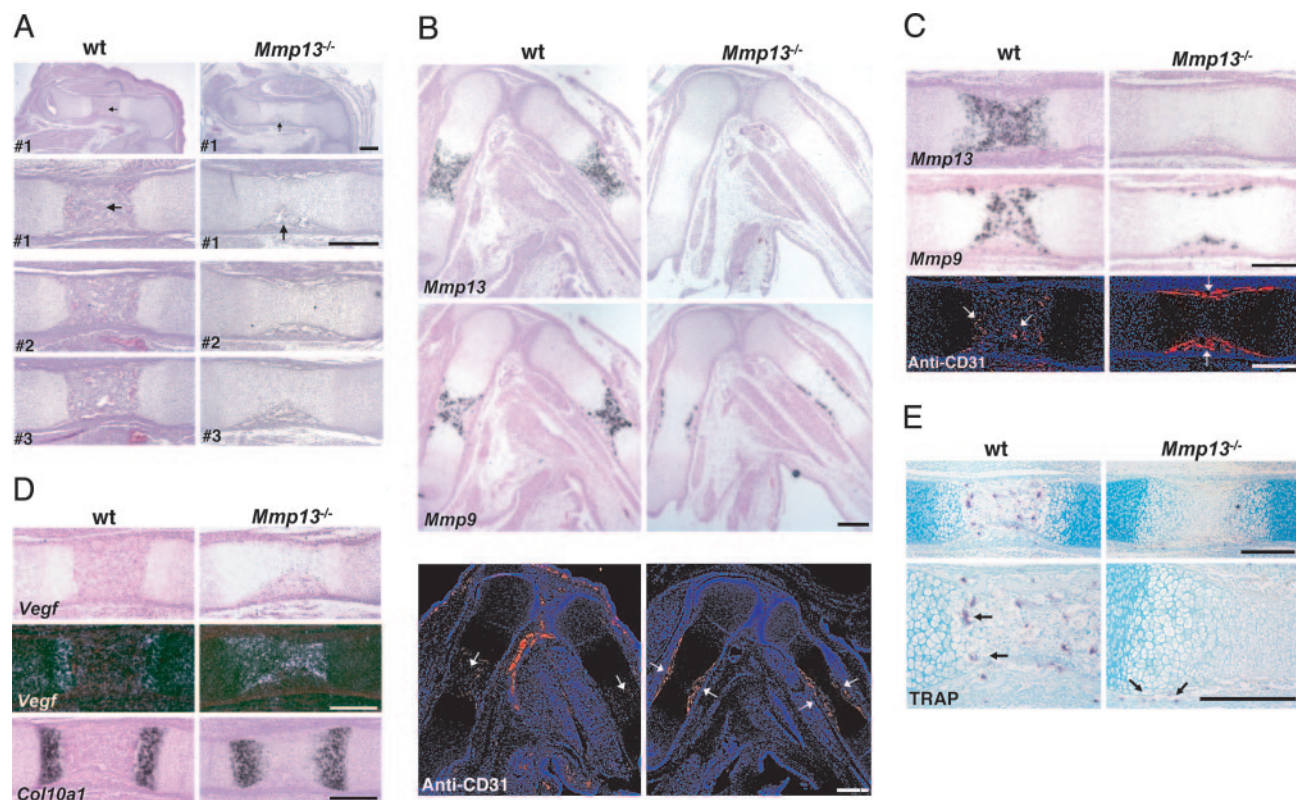 A
wt Mmp13-/-
#1 #1
#1 #1
#2 #2
#3 #3
B
wt Mmp13-/-
Mmp13
Mmp9
Anti-CD31
C
wt Mmp13-/-
Mmp13
Mmp9
Anti-CD31
D
wt Mmp13-/-
Vegf
Vegf
Col10a1
E
wt Mmp13-/-
TRAP